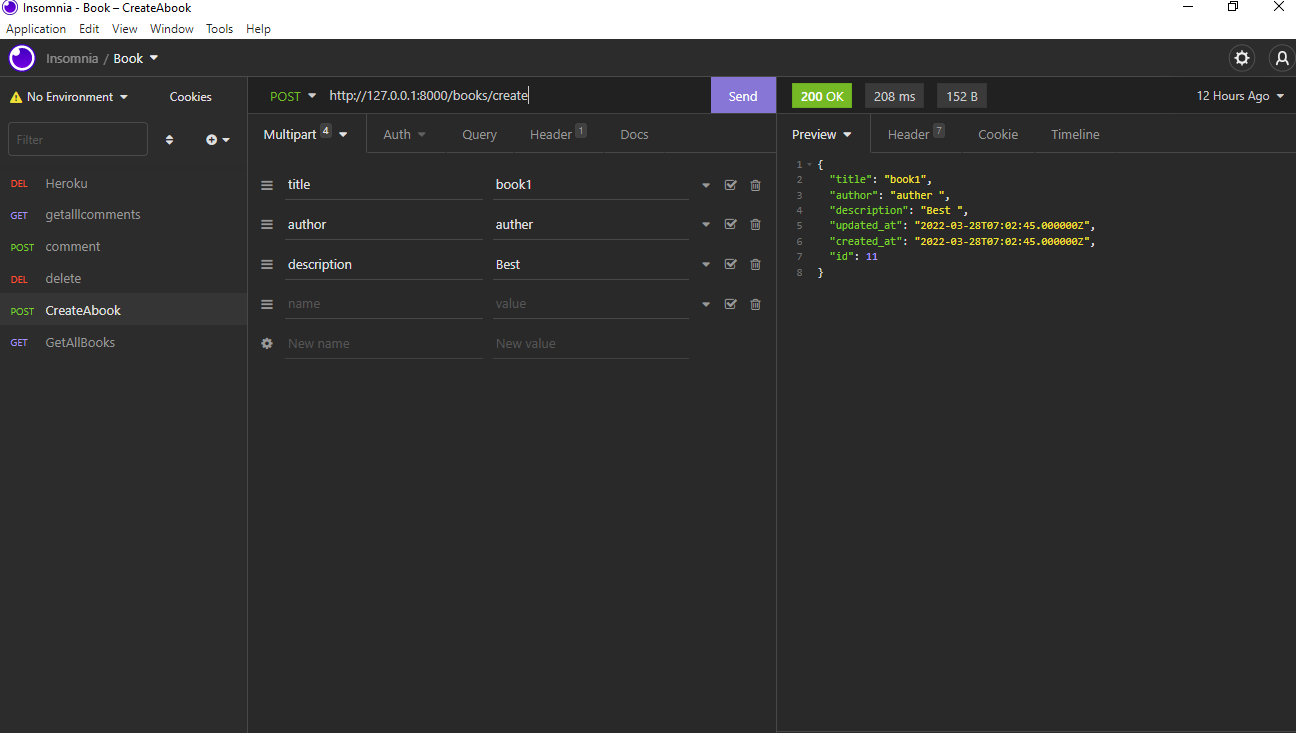 Insomnia - Book – CreateAbook
Application Edit View Window Tools Help
Insomnia / Book
No Environment Cookies
POST http://127.0.0.1:8000/books/create Send
200 OK 208 ms 152 B 12 Hours Ago
Filter
Multipart 4 Auth Query Header 1 Docs
Preview Header 7 Cookie Timeline
DEL Heroku
GET getalllcomments
POST comment
DEL delete
POST CreateAbook
GET GetAllBooks
title book1
author auther
description Best
name value
New name New value
1 {
2 "title": "book1",
3 "author": "auther ",
4 "description": "Best ",
5 "updated_at": "2022-03-28T07:02:45.000000Z",
6 "created_at": "2022-03-28T07:02:45.000000Z",
7 "id": 11
8 }